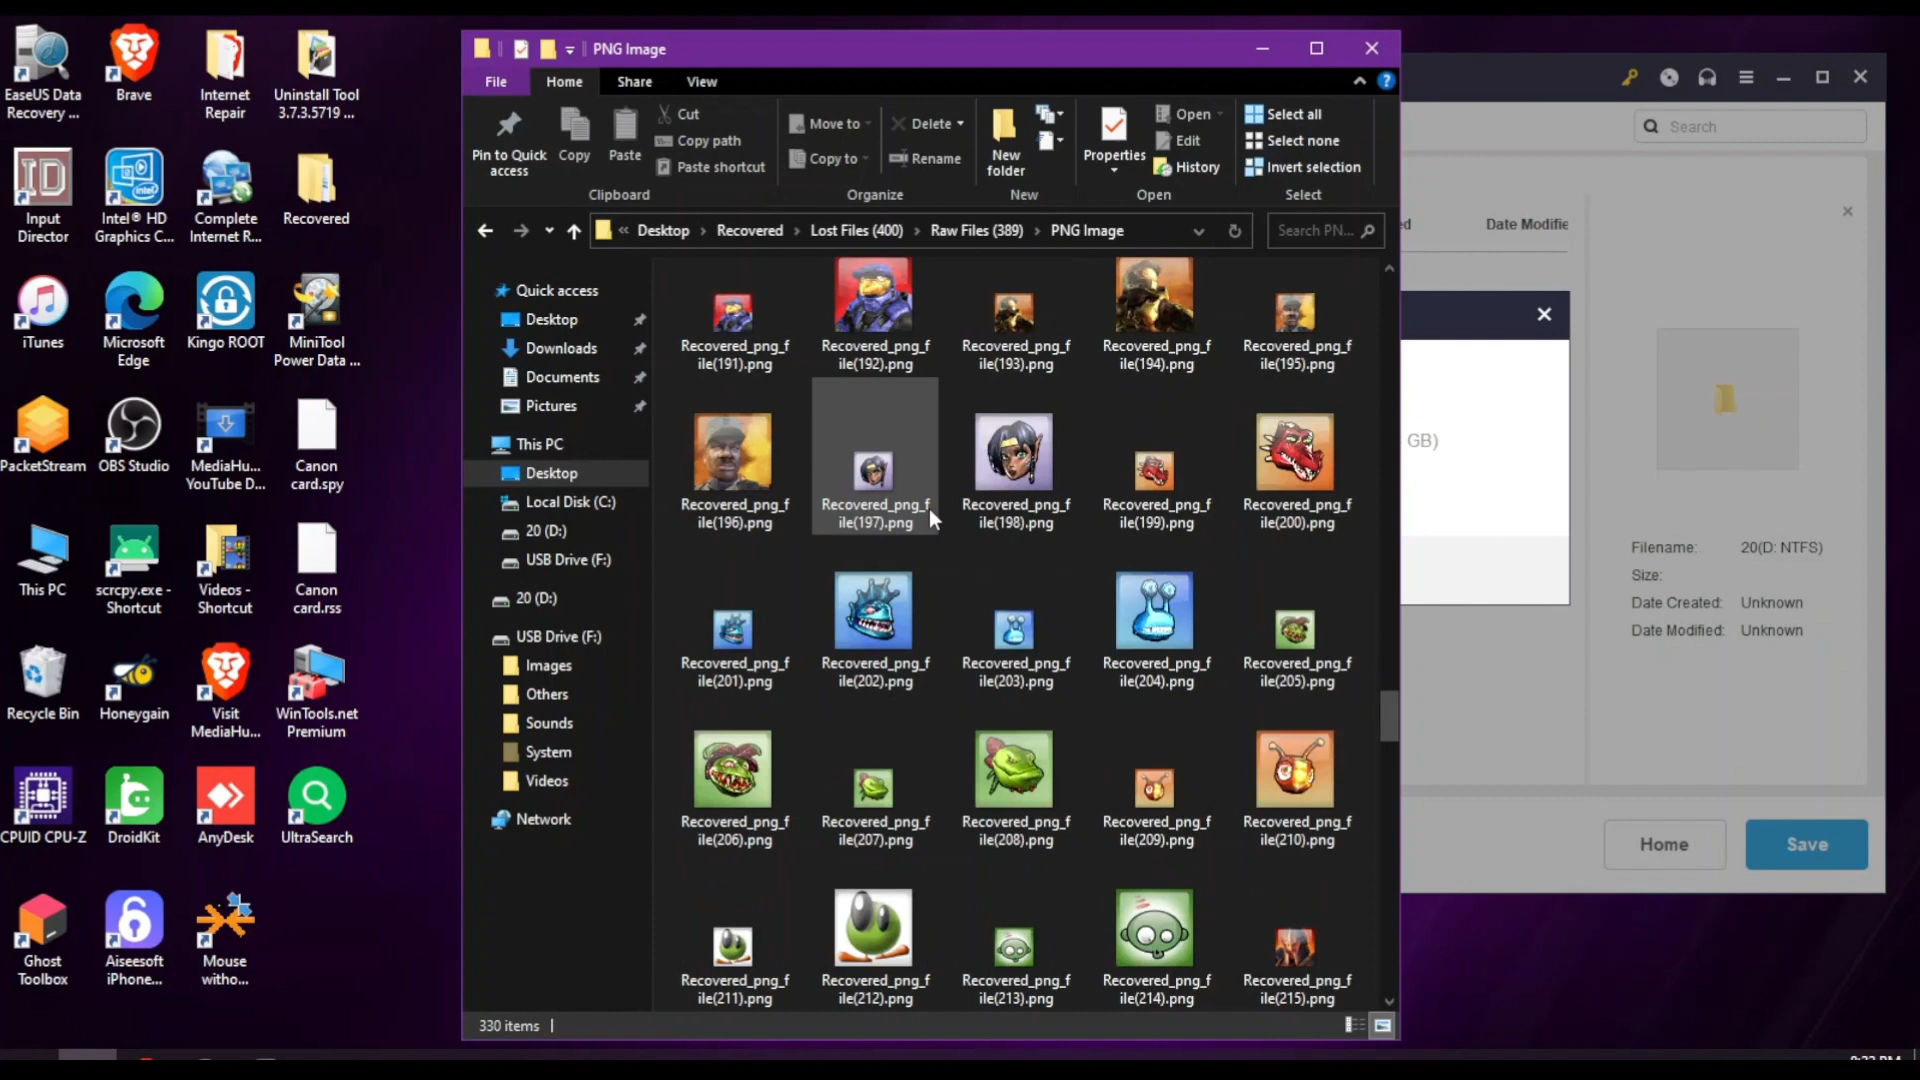 EaseUS Data
Recovery ...
Brave
Internet
Repair
Uninstall Tool
3.7.3.5719 ...
Input
Director
Intel® HD
Graphics C...
Complete
Internet R...
Recovered
iTunes
Microsoft
Edge
Kingo ROOT
MiniTool
Power Data ...
PacketStream
OBS Studio
MediaHu...
YouTube D...
Canon
card.spy
This PC
scrcpy.exe -
Shortcut
Videos -
Shortcut
Canon
card.rss
Recycle Bin
Honeygain
Visit
MediaHu...
WinTools.net
Premium
CPUID CPU-Z
DroidKit
AnyDesk
UltraSearch
Ghost
Toolbox
Aiseesoft
iPhone...
Mouse
witho...
PNG Image
File
Home
Share
View
Pin to Quick
access
Copy
Paste
Cut
Copy path
Paste shortcut
Clipboard
Move to
Copy to
Delete
Rename
Organize
New
folder
New
Properties
Open
Edit
History
Open
Select all
Select none
Invert selection
Select
« Desktop > Recovered > Lost Files (400) > Raw Files (389) > PNG Image
Search PN...
Quick access
Desktop
Downloads
Documents
Pictures
This PC
Desktop
Local Disk (C:)
20 (D:)
USB Drive (F:)
20 (D:)
USB Drive (F:)
Images
Others
Sounds
System
Videos
Network
Recovered_png_f
ile(191).png
Recovered_png_f
ile(192).png
Recovered_png_f
ile(193).png
Recovered_png_f
ile(194).png
Recovered_png_f
ile(195).png
Recovered_png_f
ile(196).png
Recovered_png_f
ile(197).png
Recovered_png_f
ile(198).png
Recovered_png_f
ile(199).png
Recovered_png_f
ile(200).png
Recovered_png_f
ile(201).png
Recovered_png_f
ile(202).png
Recovered_png_f
ile(203).png
Recovered_png_f
ile(204).png
Recovered_png_f
ile(205).png
Recovered_png_f
ile(206).png
Recovered_png_f
ile(207).png
Recovered_png_f
ile(208).png
Recovered_png_f
ile(209).png
Recovered_png_f
ile(210).png
Recovered_png_f
ile(211).png
Recovered_png_f
ile(212).png
Recovered_png_f
ile(213).png
Recovered_png_f
ile(214).png
Recovered_png_f
ile(215).png
330 items
Search
ed
Date Modifie
GB)
Filename: 20(D: NTFS)
Size:
Date Created: Unknown
Date Modified: Unknown
Home
Save